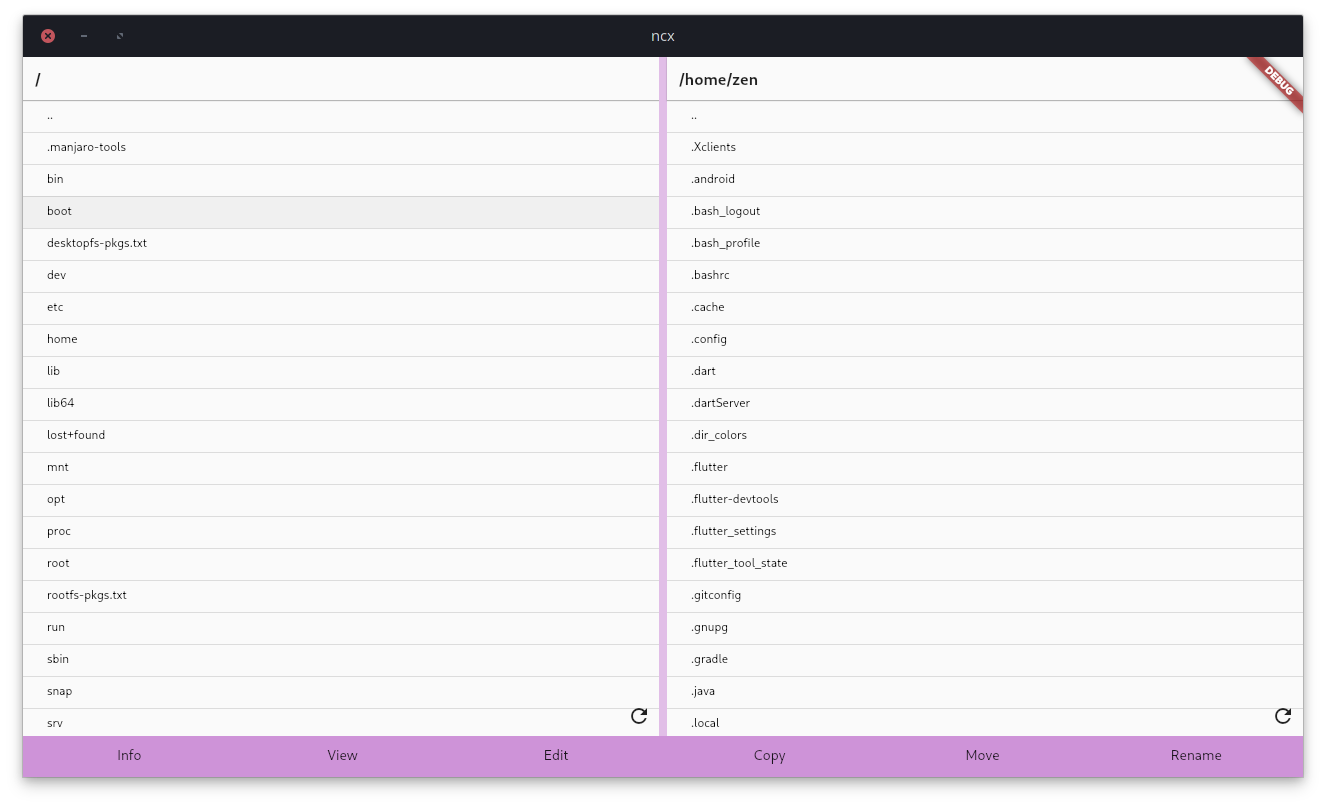 ncx
/
..
.manjaro-tools
bin
boot
desktopfs-pkgs.txt
dev
etc
home
lib
lib64
lost+found
mnt
opt
proc
root
rootfs-pkgs.txt
run
sbin
snap
srv
/home/zen
DEBUG
..
.Xclients
.android
.bash_logout
.bash_profile
.bashrc
.cache
.config
.dart
.dartServer
.dir_colors
.flutter
.flutter-devtools
.flutter_settings
.flutter_tool_state
.gitconfig
.gnupg
.gradle
.java
.local
Info View Edit Copy Move Rename